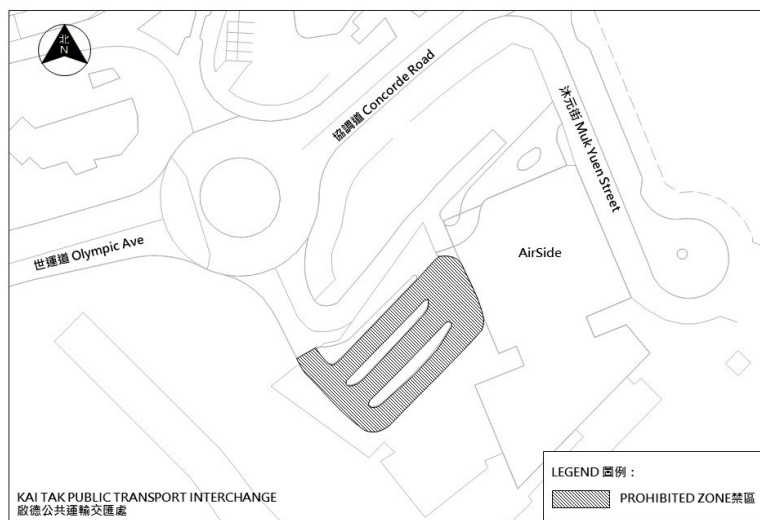 北
N
協調道 Concorde Road
沐元街 Muk Yuen Street
世運道 Olympic Ave
AirSide
KAI TAK PUBLIC TRANSPORT INTERCHANGE
啟德公共運輸交匯處
LEGEND 圖例：
PROHIBITED ZONE禁區